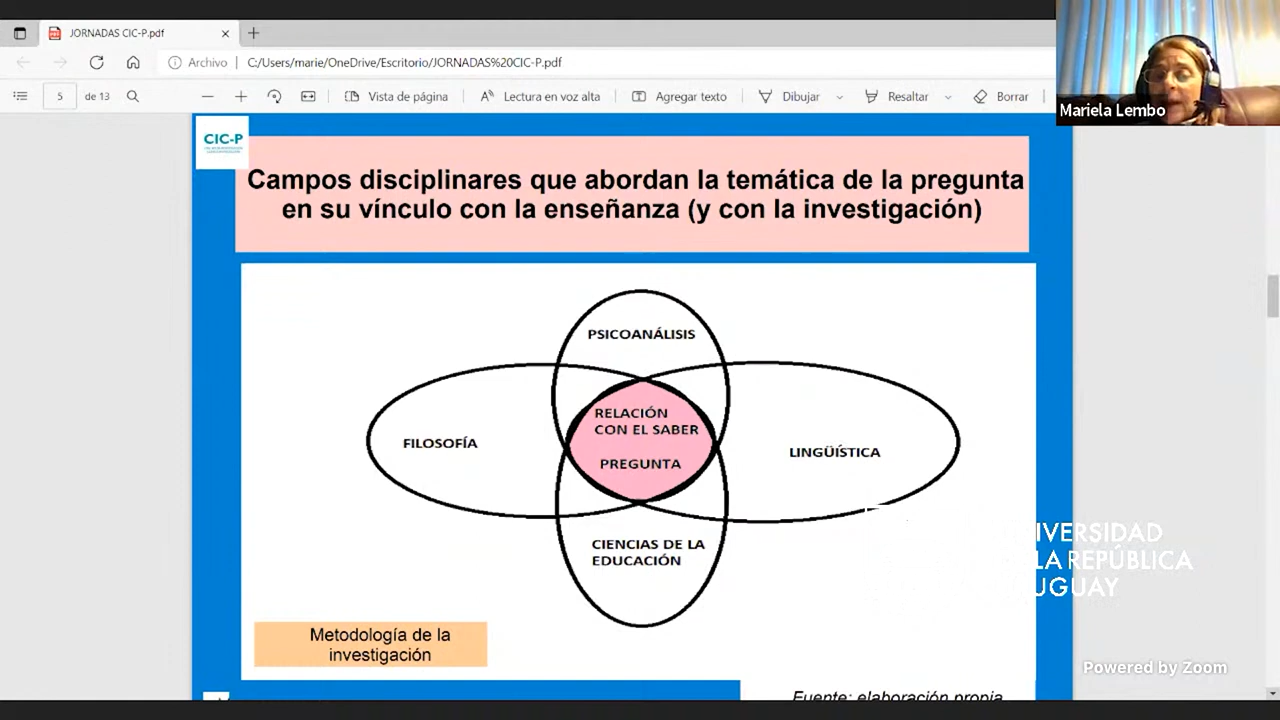 JORNADAS CIC-P.pdf
Archivo
C:/Users/marie/OneDrive/Escritorio/JORNADAS%20CIC-P.pdf
5
de 13
Vista de página
Lectura en voz alta
Agregar texto
Dibujar
Resaltar
Borrar
Mariela Lembo
CIC-P
Campos disciplinares que abordan la temática de la pregunta
en su vínculo con la enseñanza (y con la investigación)
PSICOANÁLISIS
RELACIÓN
CON EL SABER
PREGUNTA
FILOSOFÍA
LINGÜÍSTICA
CIENCIAS DE LA
EDUCACIÓN
IVERSIDAD
LA REPÚBLICA
UGUAY
Metodología de la
investigación
Powered by Zoom
Fuente: elaboración propia